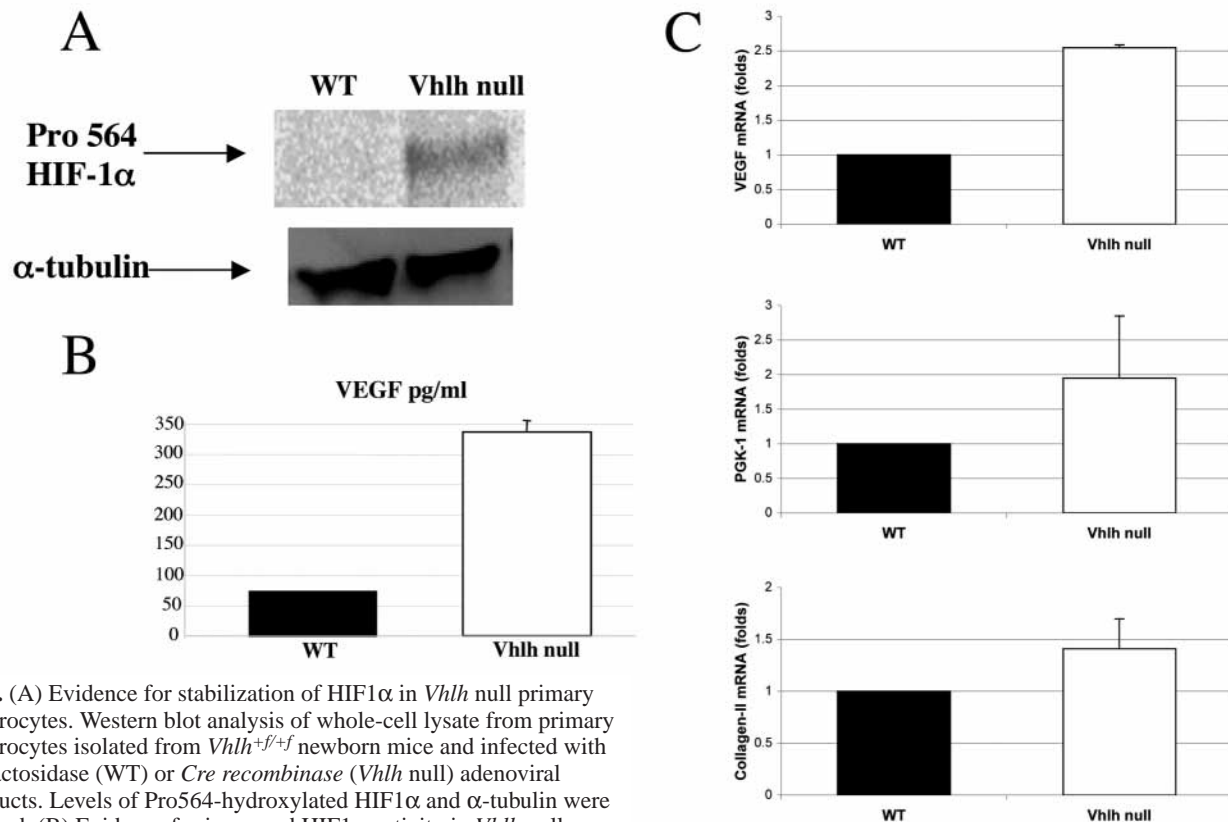 A
WT Vhlh null
Pro 564
HIF-1α
α-tubulin
B
VEGF pg/ml
350
300
250
200
150
100
50
0
WT Vhlh null
. (A) Evidence for stabilization of HIF1α in Vhlh null primary
rocytes. Western blot analysis of whole-cell lysate from primary
rocytes isolated from Vhlh+f/+f newborn mice and infected with
actosidase (WT) or Cre recombinase (Vhlh null) adenoviral
ucts. Levels of Pro564-hydroxylated HIF1α and α-tubulin were
(B) Evidence for increased HIF1 activity in Vhlh null
C
VEGF mRNA (folds)
3
2.5
2
1.5
1
0.5
0
WT Vhlh null
PGK-1 mRNA (folds)
3
2.5
2
1.5
1
0.5
0
WT Vhlh null
Collagen-II mRNA (folds)
2
1.5
1
0.5
0
WT Vhlh null